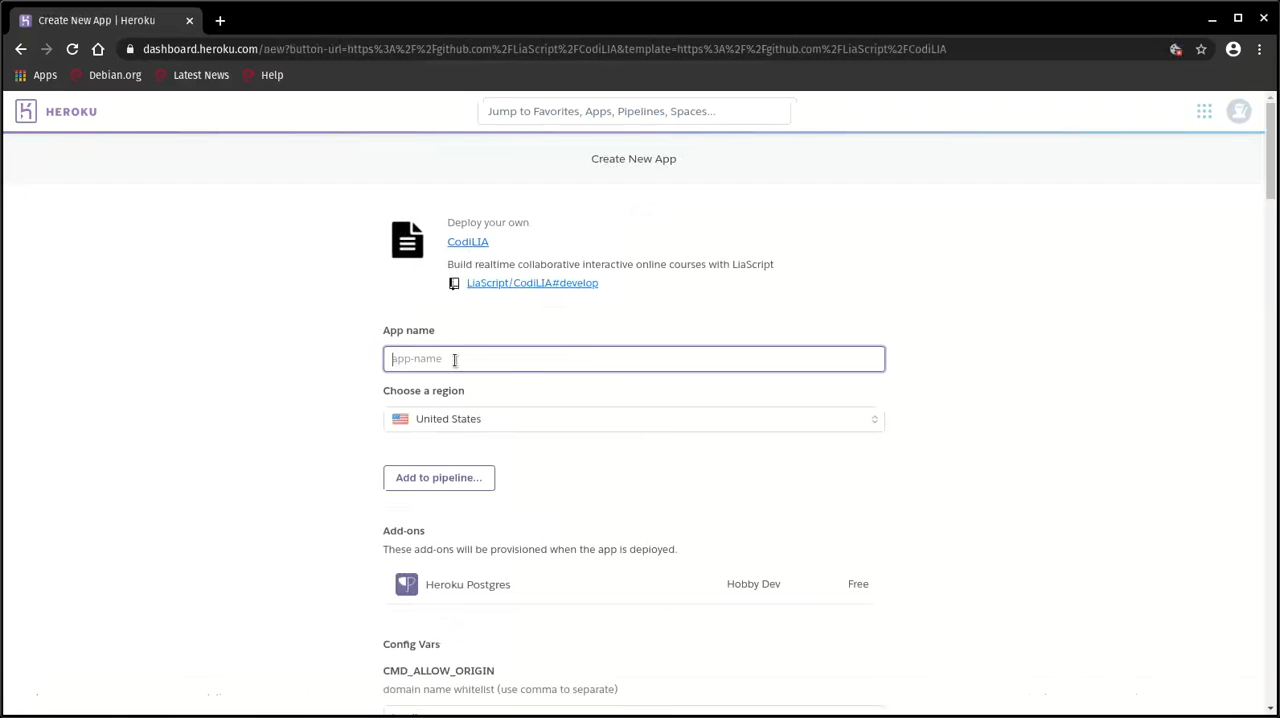 Create New App | Heroku
dashboard.heroku.com/new?button-url=https%3A%2F%2Fgithub.com%2FLiaScript%2FCodiLIA&template=https%3A%2F%2Fgithub.com%2FLiaScript%2FCodiLIA
Apps Debian.org Latest News Help
HEROKU Jump to Favorites, Apps, Pipelines, Spaces...
Create New App
Deploy your own
CodiLIA
Build realtime collaborative interactive online courses with LiaScript
LiaScript/CodiLIA#develop
App name
app-name
Choose a region
United States
Add to pipeline...
Add-ons
These add-ons will be provisioned when the app is deployed.
Heroku Postgres Hobby Dev Free
Config Vars
CMD_ALLOW_ORIGIN
domain name whitelist (use comma to separate)